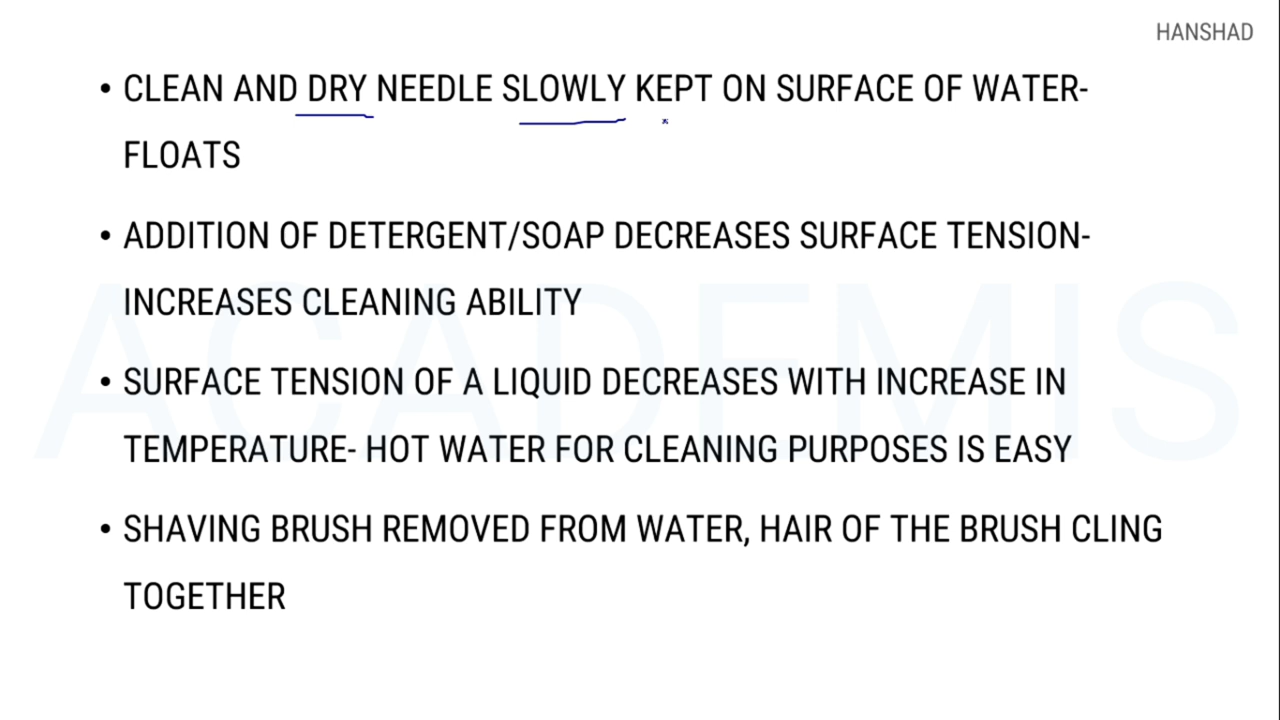 HANSHAD
• CLEAN AND DRY NEEDLE SLOWLY KEPT ON SURFACE OF WATER-
FLOATS
• ADDITION OF DETERGENT/SOAP DECREASES SURFACE TENSION-
INCREASES CLEANING ABILITY
• SURFACE TENSION OF A LIQUID DECREASES WITH INCREASE IN
TEMPERATURE- HOT WATER FOR CLEANING PURPOSES IS EASY
• SHAVING BRUSH REMOVED FROM WATER, HAIR OF THE BRUSH CLING
TOGETHER
ACADEMIS